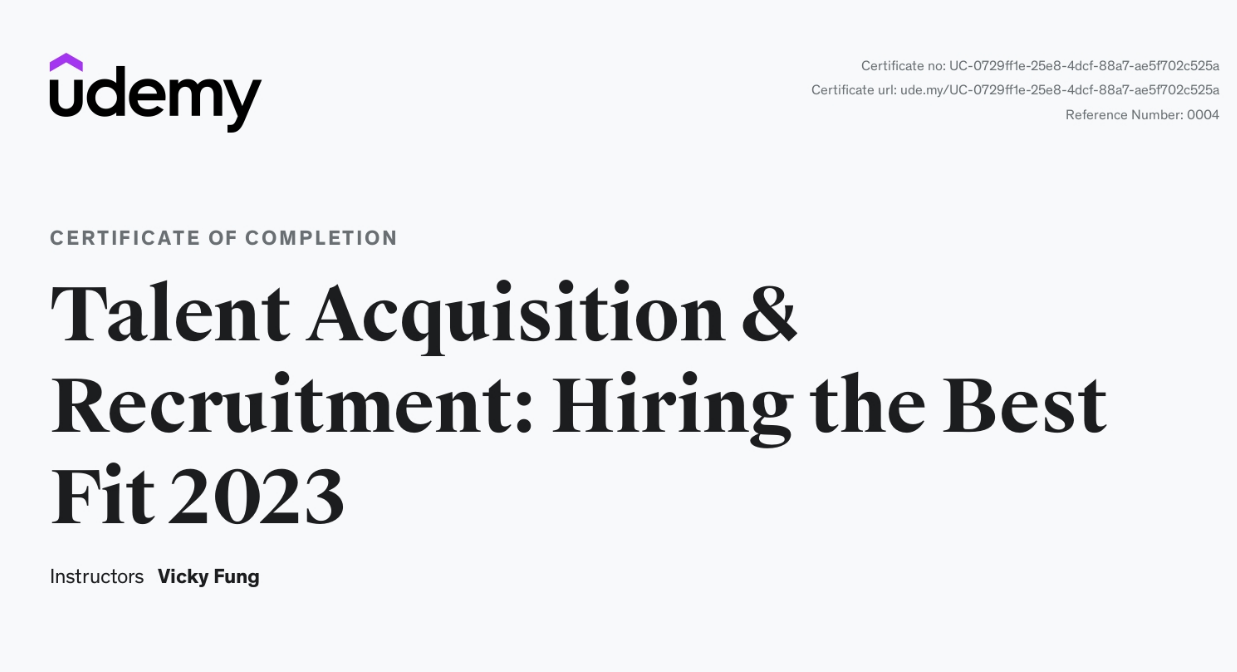 udemy
Certificate no: UC-0729ff1e-25e8-4dcf-88a7-ae5f702c525a
Certificate url: ude.my/UC-0729ff1e-25e8-4dcf-88a7-ae5f702c525a
Reference Number: 0004
CERTIFICATE OF COMPLETION
Talent Acquisition &
Recruitment: Hiring the Best
Fit 2023
Instructors Vicky Fung